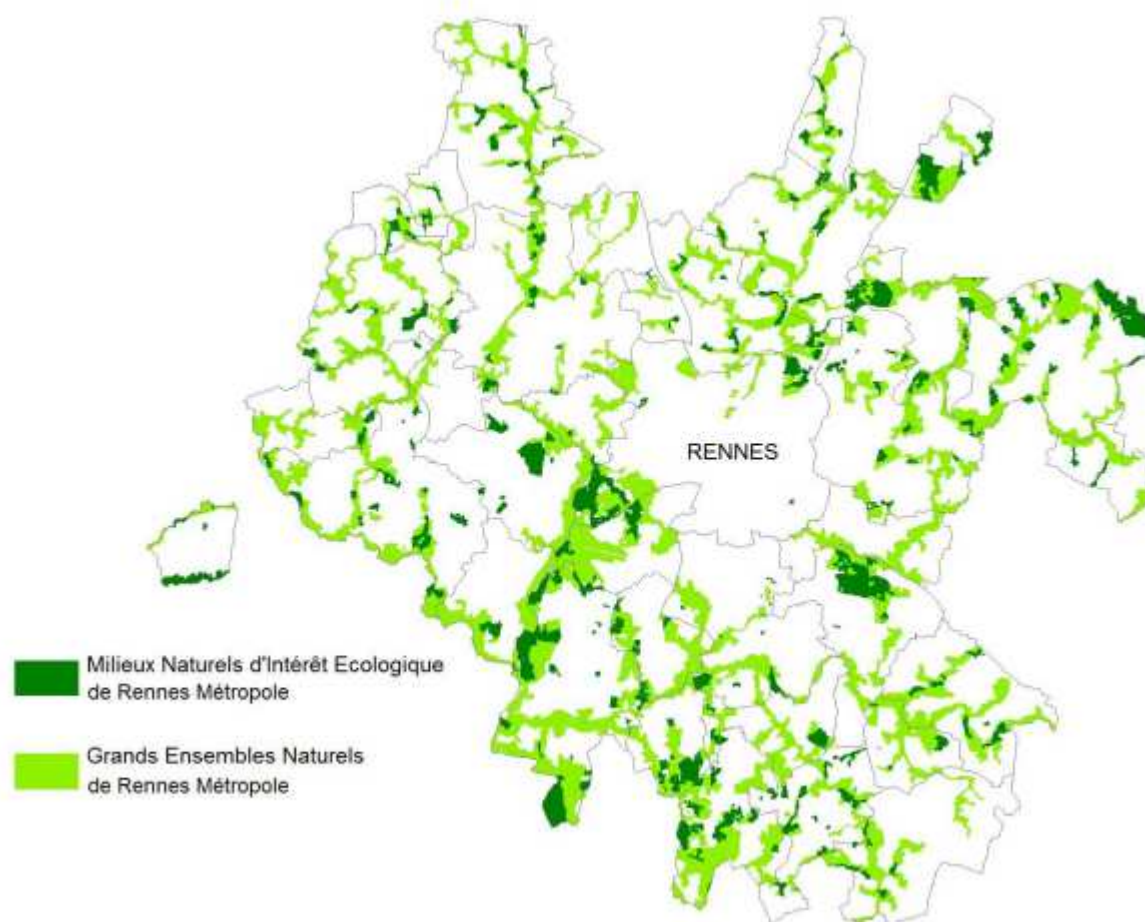 RENNES
Milieux Naturels d'Intérêt Ecologique
de Rennes Métropole
Grands Ensembles Naturels
de Rennes Métropole